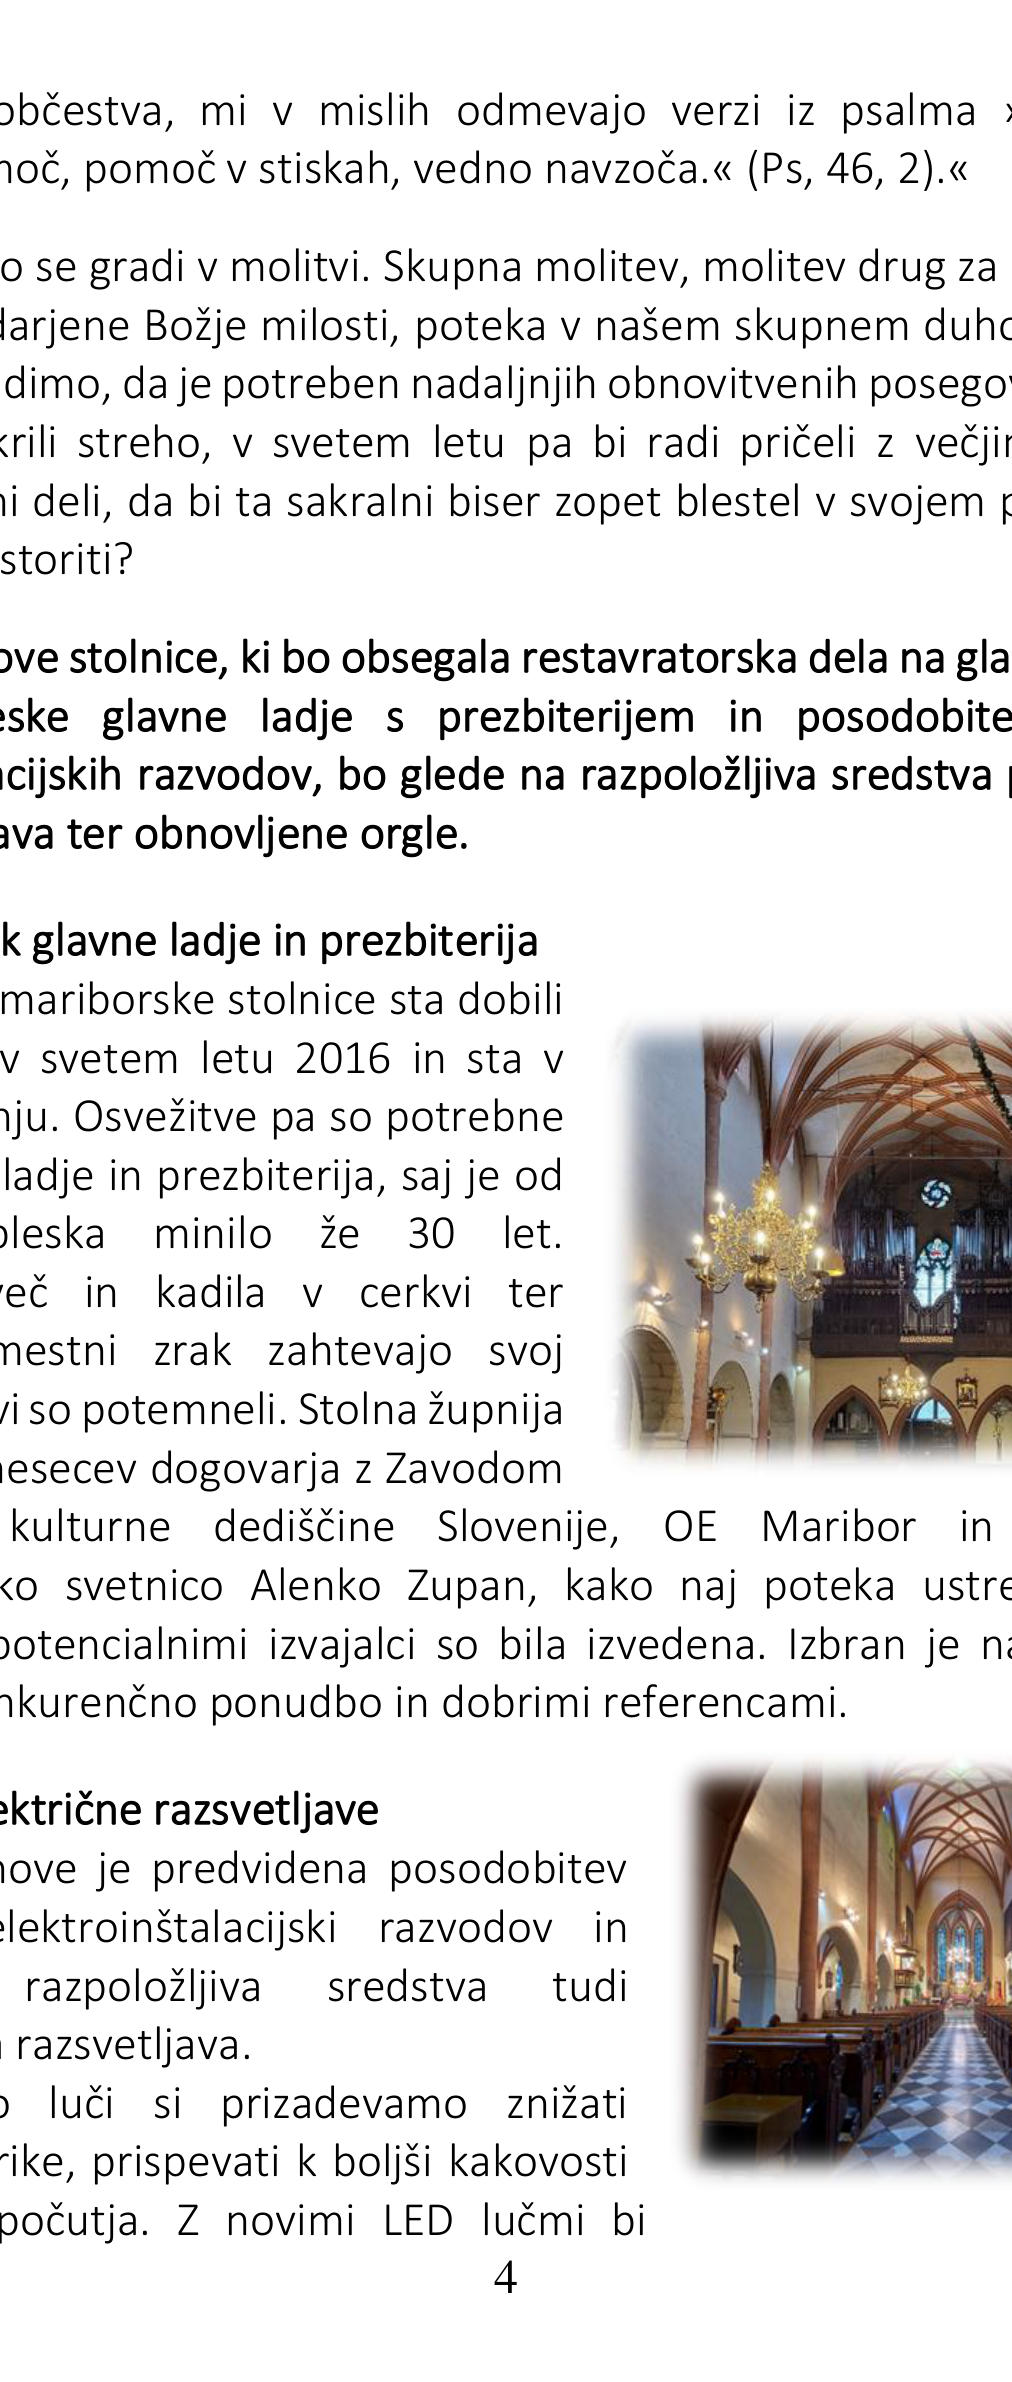 občestva, mi v mislih odmevajo verzi iz psalma »
moč, pomoč v stiskah, vedno navzoča.« (Ps, 46, 2).«
o se gradi v molitvi. Skupna molitev, molitev drug za
darjene Božje milosti, poteka v našem skupnem duho
dimo, da je potreben nadaljnjih obnovitvenih posegov
krili streho, v svetem letu pa bi radi pričeli z večjin
ni deli, da bi ta sakralni biser zopet blestel v svojem p
storiti?
ove stolnice, ki bo obsegala restavratorska dela na gla
eske glavne ladje s prezbiterijem in posodobite
acijskih razvodov, bo glede na razpoložljiva sredstva p
ava ter obnovljene orgle.
k glavne ladje in prezbiterija
mariborske stolnice sta dobili
v svetem letu 2016 in sta v
nju. Osvežitve pa so potrebne
ladje in prezbiterija, saj je od
pleska minilo že 30 let.
več in kadila v cerkvi ter
mestni zrak zahtevajo svoj
vi so potemneli. Stolna župnija
mesecev dogovarja z Zavodom
kulturne dediščine Slovenije, OE Maribor in
ko svetnico Alenko Zupan, kako naj poteka ustre
potencialnimi izvajalci so bila izvedena. Izbran je na
nkurenčno ponudbo in dobrimi referencami.
ektrične razsvetljave
nove je predvidena posodobitev
elektroinštalacijski razvodov in
razpoložljiva sredstva tudi
a razsvetljava.
o luči si prizadevamo znižati
rike, prispevati k boljši kakovosti
počutja. Z novimi LED lučmi bi
4